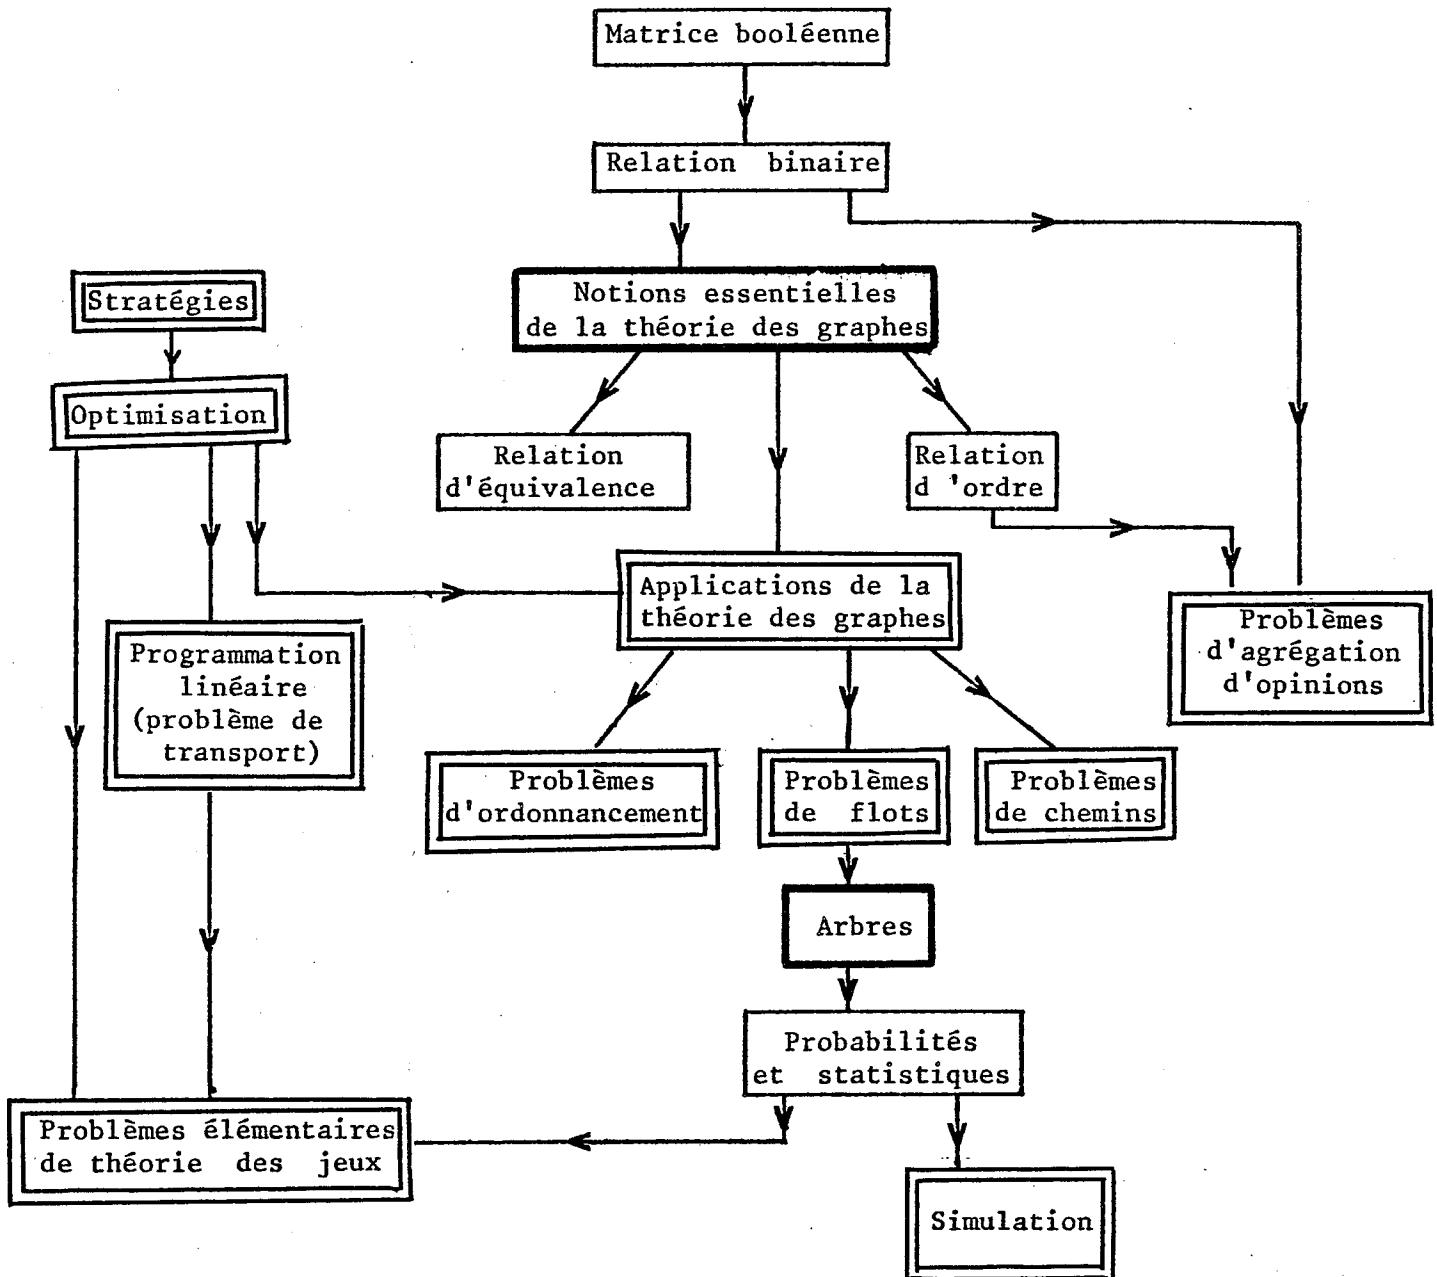 Matrice booléenne
Relation binaire
Notions essentielles
de la théorie des graphes
Stratégies
Optimisation
Relation
d'équivalence
Relation
d 'ordre
Applications de la
théorie des graphes
Problèmes
d'agrégation
d'opinions
Programmation
linéaire
(problème de
transport)
Problèmes
d'ordonnancement
Problèmes
de flots
Problèmes
de chemins
Arbres
Probabilités
et statistiques
Problèmes élémentaires
de théorie des jeux
Simulation